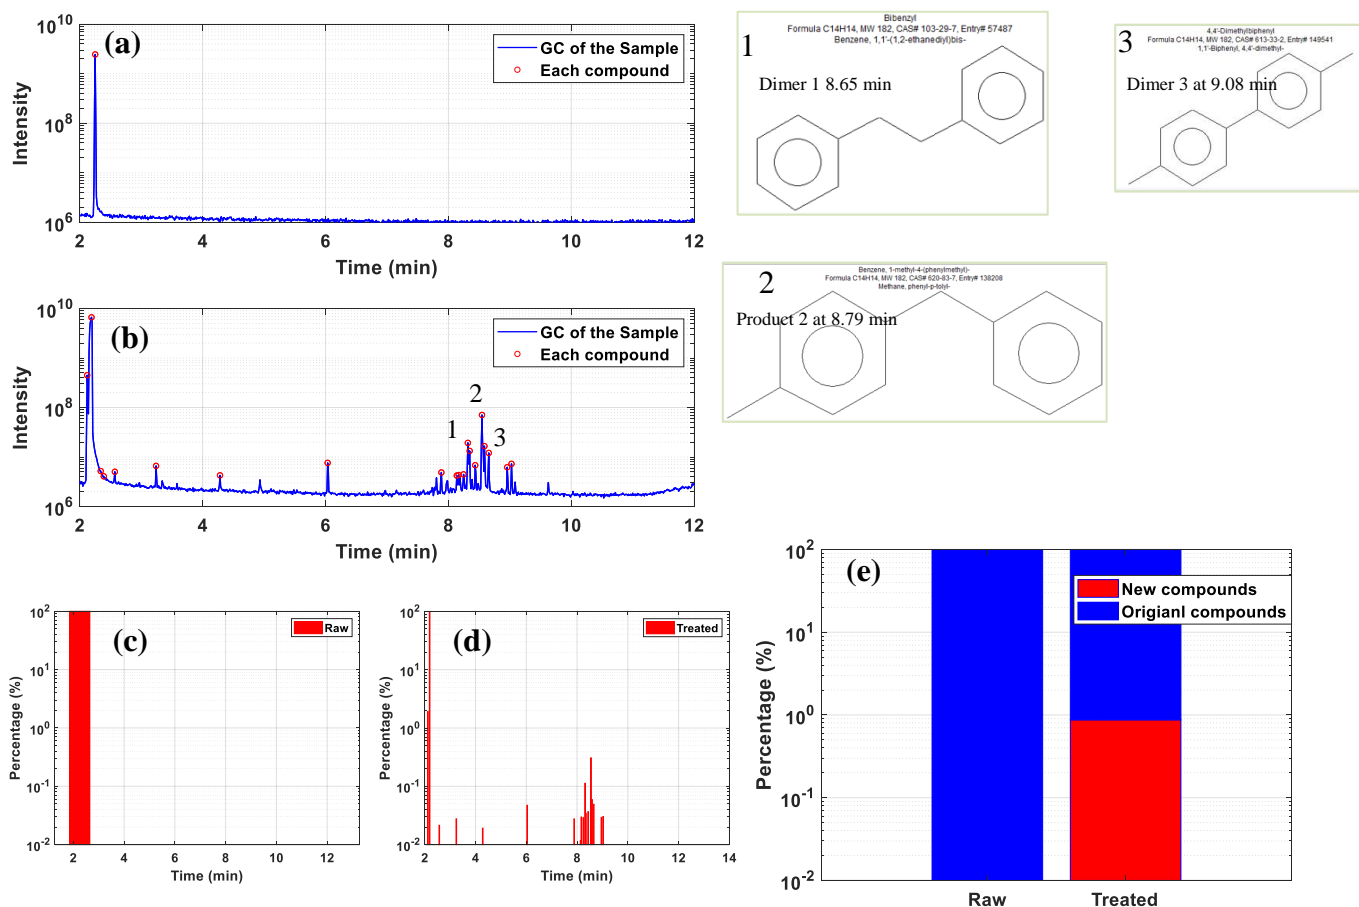 (a)
GC of the Sample
Each compound
Intensity
10^10
10^8
10^6
2 4 6 8 10 12
Time (min)
(b)
GC of the Sample
Each compound
Intensity
10^10
10^8
10^6
1
2
3
2 4 6 8 10 12
Time (min)
1
Bibenzyl
Formula C14H14, MW 182, CAS# 103-29-7, Entry# 57487
Benzene, 1,1'-(1,2-ethanediyl)bis-
Dimer 1 8.65 min
3
4,4'-Dimethylbiphenyl
Formula C14H14, MW 182, CAS# 613-33-2, Entry# 149541
1,1'-Biphenyl, 4,4'-dimethyl-
Dimer 3 at 9.08 min
2
Benzene, 1-methyl-4-(phenylmethyl)-
Formula C14H14, MW 182, CAS# 620-83-7, Entry# 138208
Methane, phenyl-p-tolyl-
Product 2 at 8.79 min
(c)
Raw
Percentage (%)
10^2
10^1
10^0
10^-1
10^-2
2 4 6 8 10 12
Time (min)
(d)
Treated
Percentage (%)
10^2
10^1
10^0
10^-1
10^-2
2 4 6 8 10 12 14
Time (min)
(e)
New compounds
Origianl compounds
Percentage (%)
10^2
10^1
10^0
10^-1
10^-2
Raw Treated